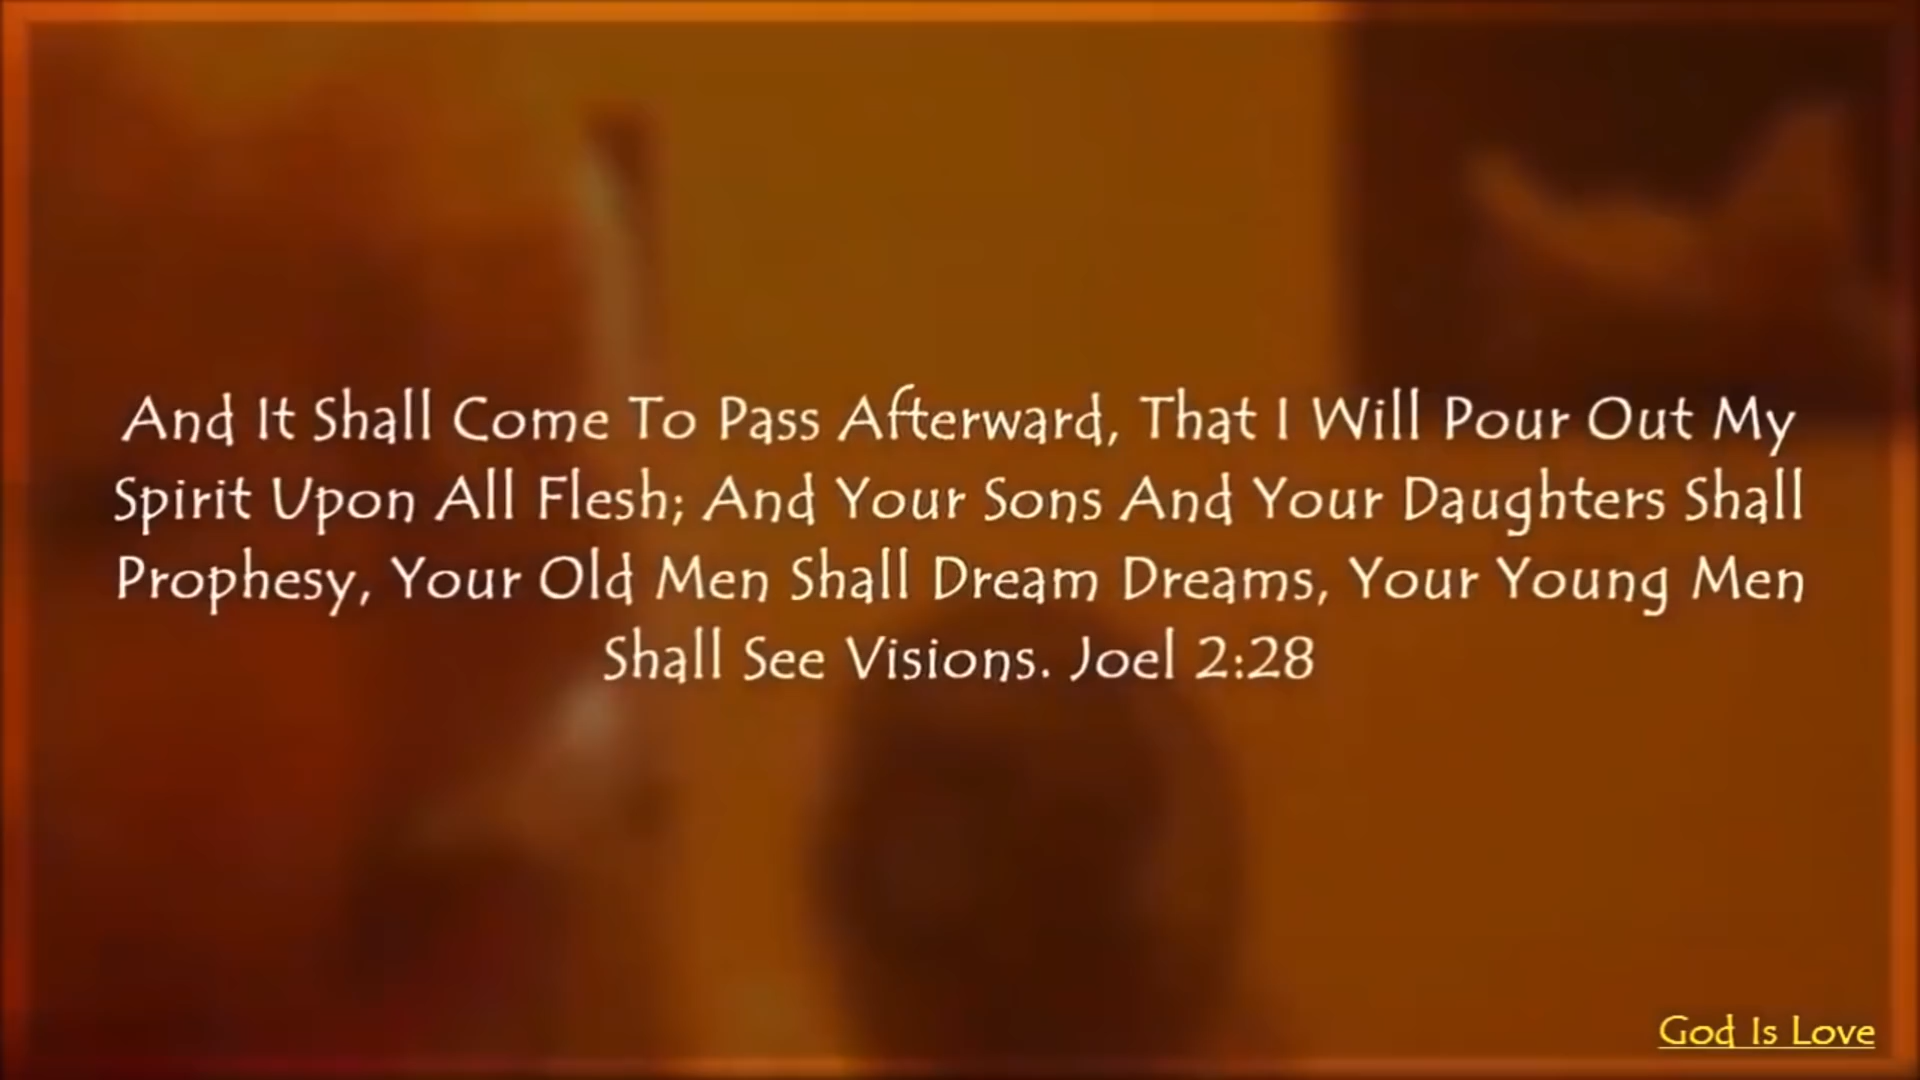 And It Shall Come To Pass Afterward, That I Will Pour Out My
Spirit Upon All Flesh; And Your Sons And Your Daughters Shall
Prophesy, Your Old Men Shall Dream Dreams, Your Young Men
Shall See Visions. Joel 2:28
God Is Love